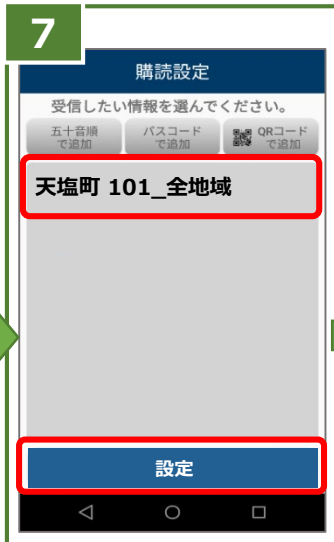 7
購読設定
受信したい情報を選んでください。
五十音順
で追加
パスコード
で追加
QRコード
で追加
天塩町 101_全地域
設定